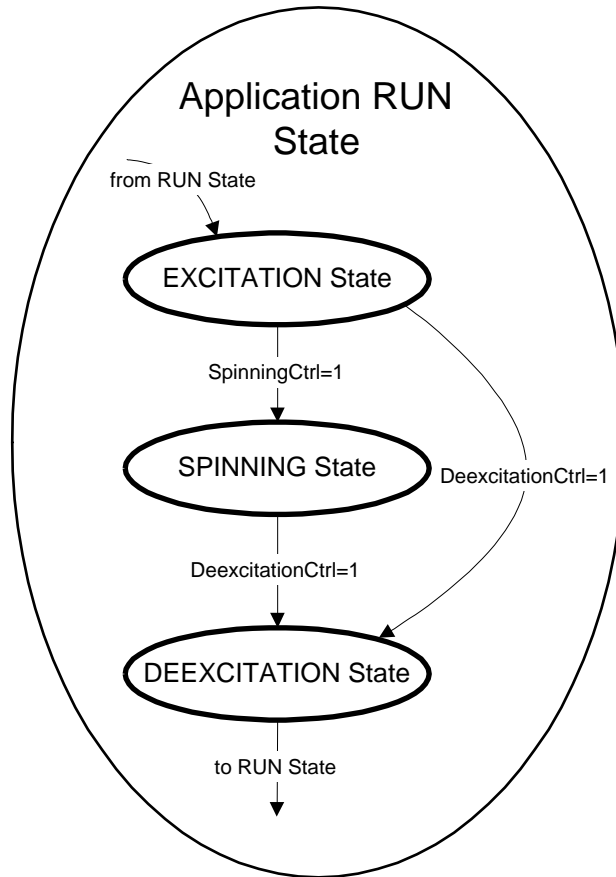 Application RUN
State
from RUN State
EXCITATION State
SpinningCtrl=1
SPINNING State
DeexcitationCtrl=1
DeexcitationCtrl=1
DEEXCITATION State
to RUN State